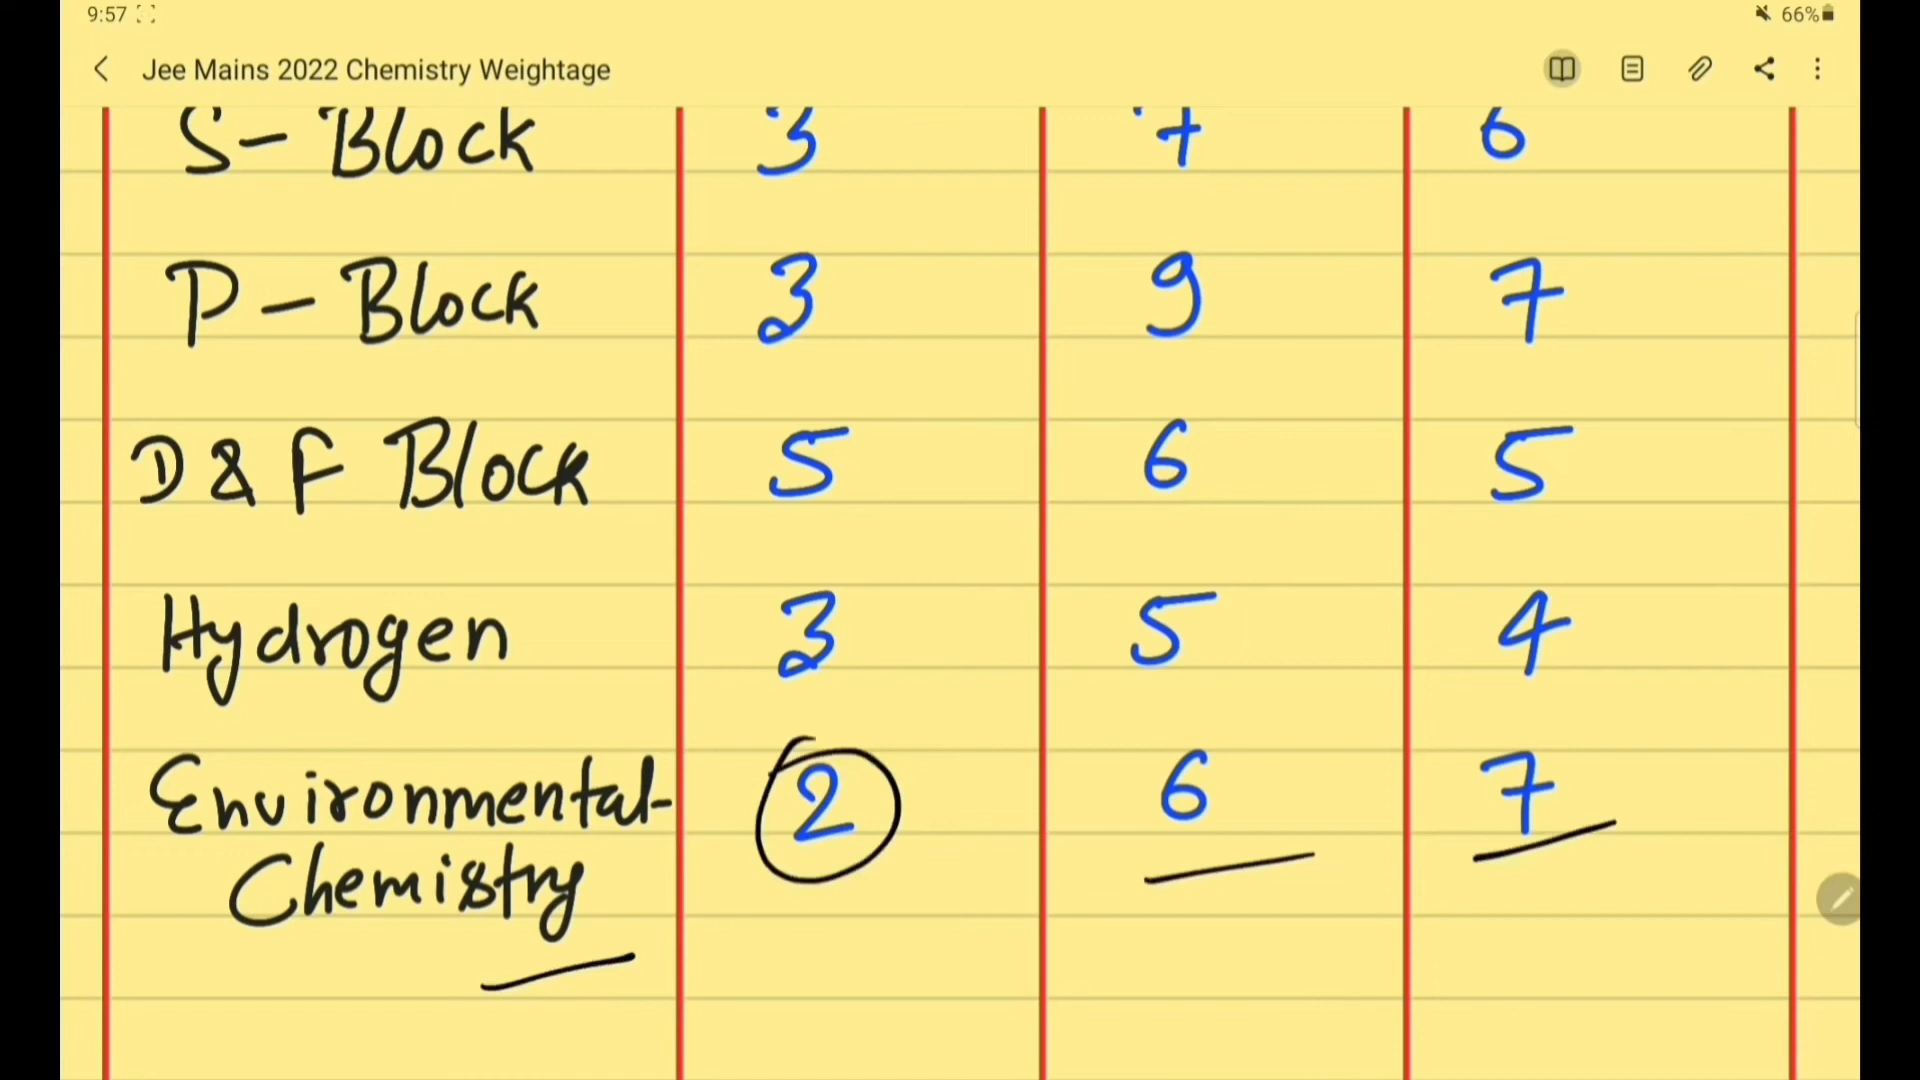 9:57 66%
Jee Mains 2022 Chemistry Weightage
S- Block 3 7 6
P - Block 3 9 7
D & F Block 5 6 5
Hydrogen 3 5 4
Environmental- 2 6 7
Chemistry